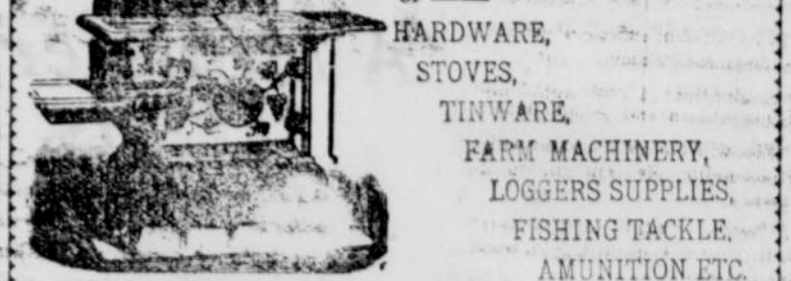 HARDWARE,
STOVES,
TINWARE,
FARM MACHINERY,
LOGGERS SUPPLIES,
FISHING TACKLE,
AMUNITION ETC.